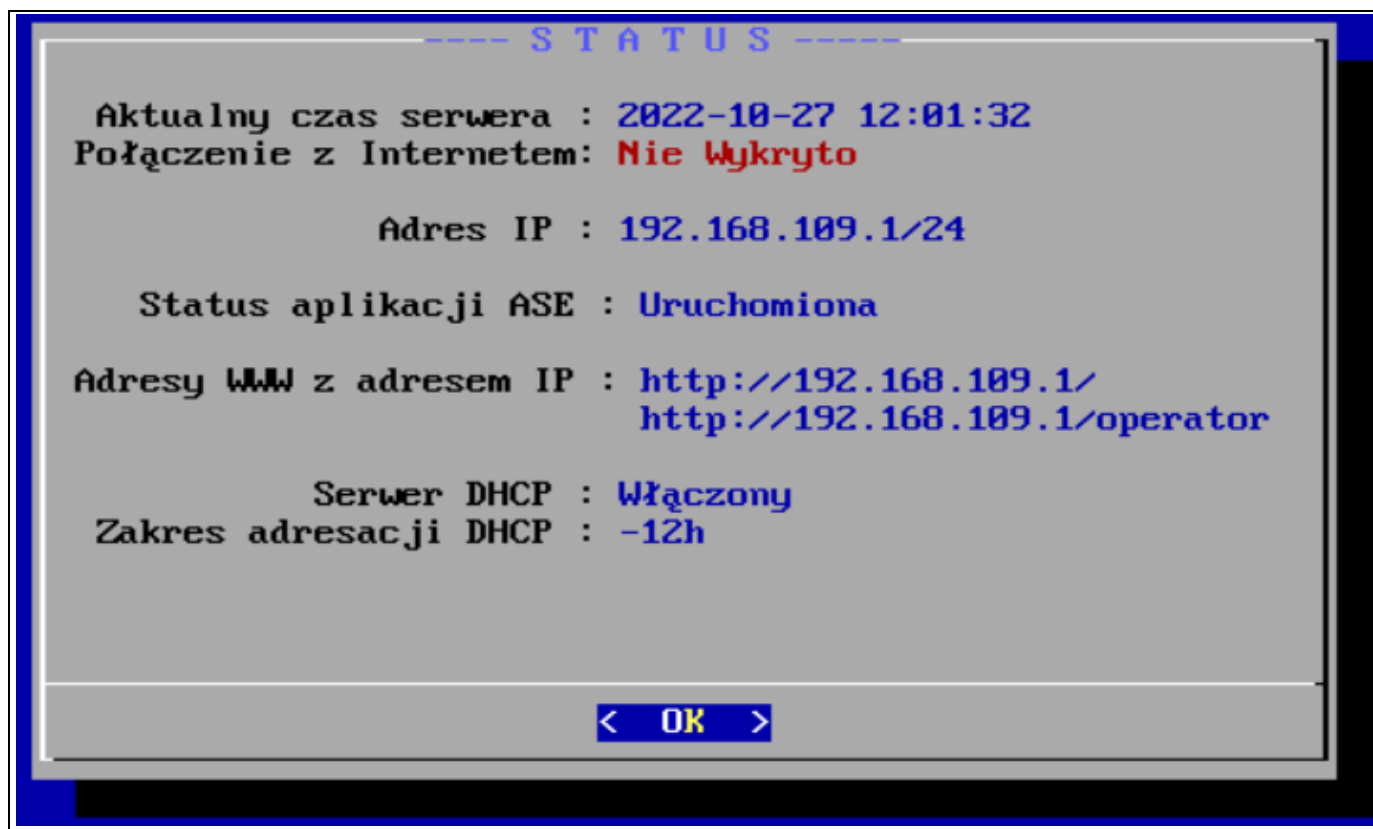 ---- S T A T U S -----
Aktualny czas serwera : 2022-10-27 12:01:32
Połączenie z Internetem: Nie Wykryto
Adres IP : 192.168.109.1/24
Status aplikacji ASE : Uruchomiona
Adresy WWW z adresem IP : http://192.168.109.1/
http://192.168.109.1/operator
Serwer DHCP : Włączony
Zakres adresacji DHCP : -12h
< OK >